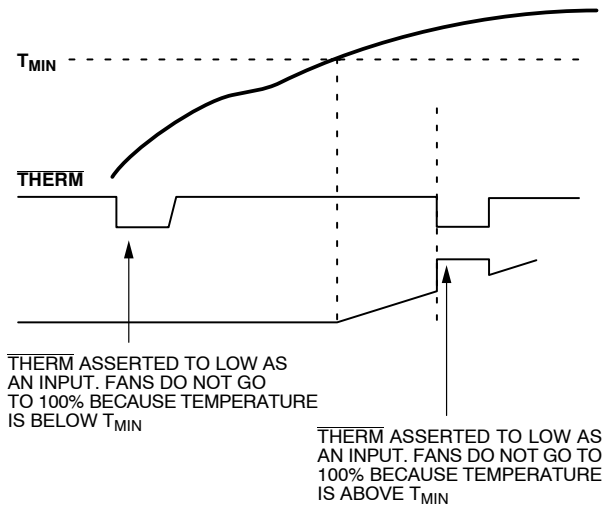 TMIN
THERM
THERM ASSERTED TO LOW AS
AN INPUT. FANS DO NOT GO
TO 100% BECAUSE TEMPERATURE
IS BELOW TMIN
THERM ASSERTED TO LOW AS
AN INPUT. FANS DO NOT GO TO
100% BECAUSE TEMPERATURE
IS ABOVE TMIN